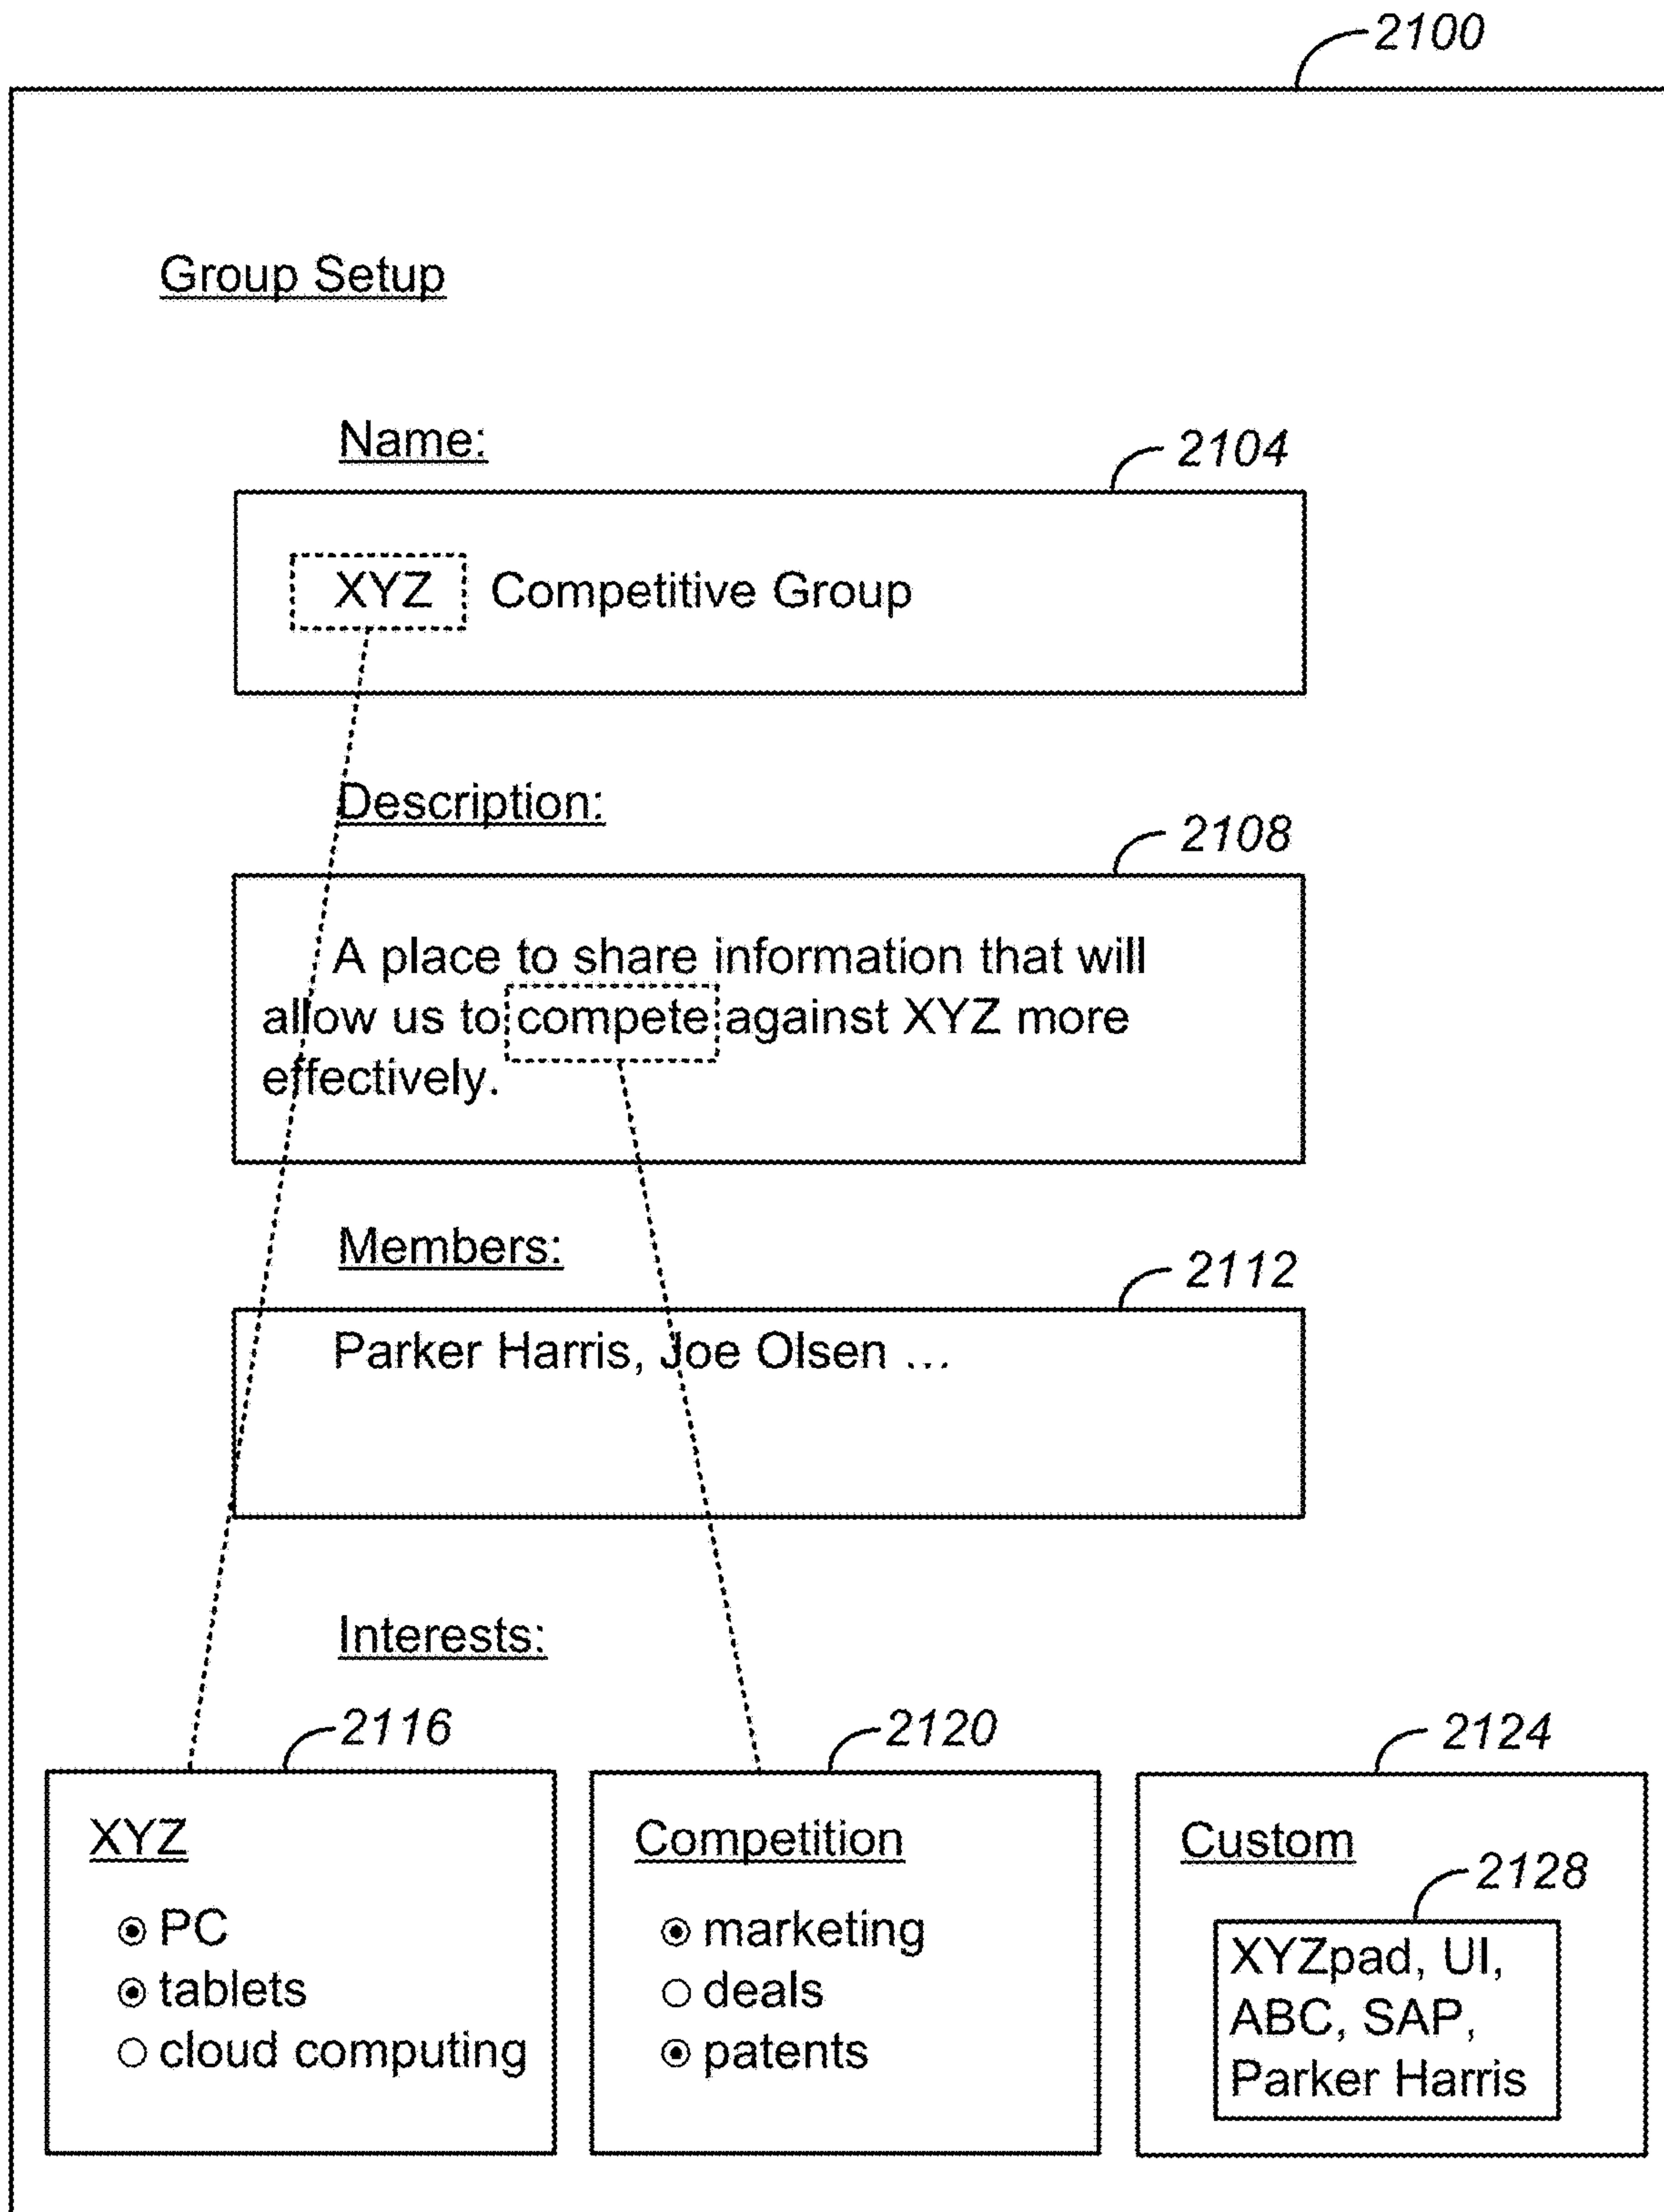 2100
Group Setup
Name:
2104
XYZ Competitive Group
Description:
2108
A place to share information that will
allow us to compete against XYZ more
effectively.
Members:
2112
Parker Harris, Joe Olsen ...
Interests:
2116
XYZ
PC
tablets
cloud computing
2120
Competition
marketing
deals
patents
2124
Custom
2128
XYZpad, UI,
ABC, SAP,
Parker Harris